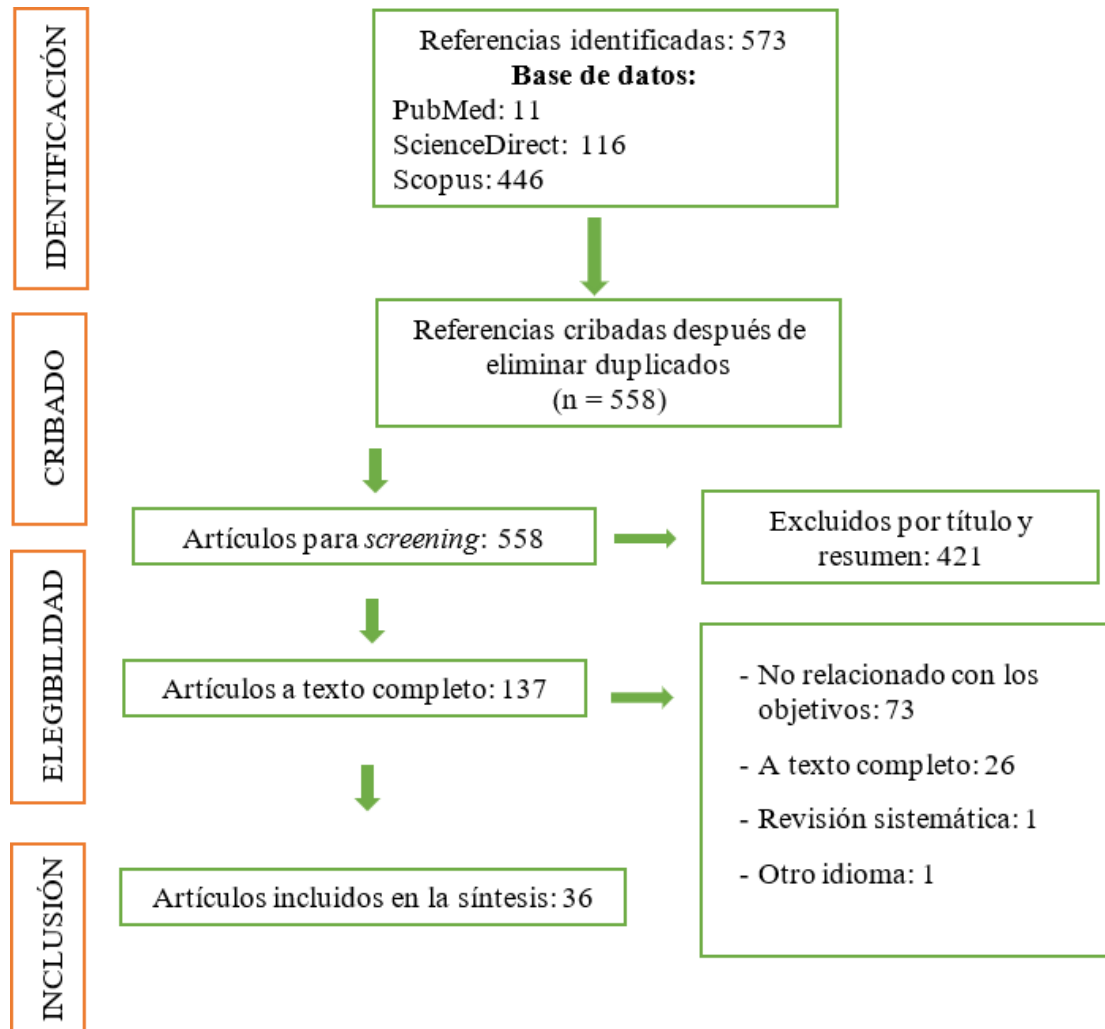 IDENTIFICACIÓN
Referencias identificadas: 573
Base de datos:
PubMed: 11
ScienceDirect: 116
Scopus: 446
CRIBADO
Referencias cribadas después de
eliminar duplicados
(n = 558)
Artículos para screening: 558
Excluidos por título y
resumen: 421
ELEGIBILIDAD
Artículos a texto completo: 137
- No relacionado con los
objetivos: 73
- A texto completo: 26
- Revisión sistemática: 1
- Otro idioma: 1
INCLUSIÓN
Artículos incluidos en la síntesis: 36